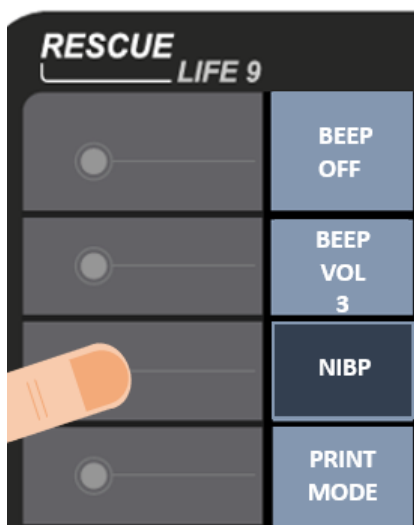 RESCUE
LIFE 9
BEEP
OFF
BEEP
VOL
3
NIBP
PRINT
MODE